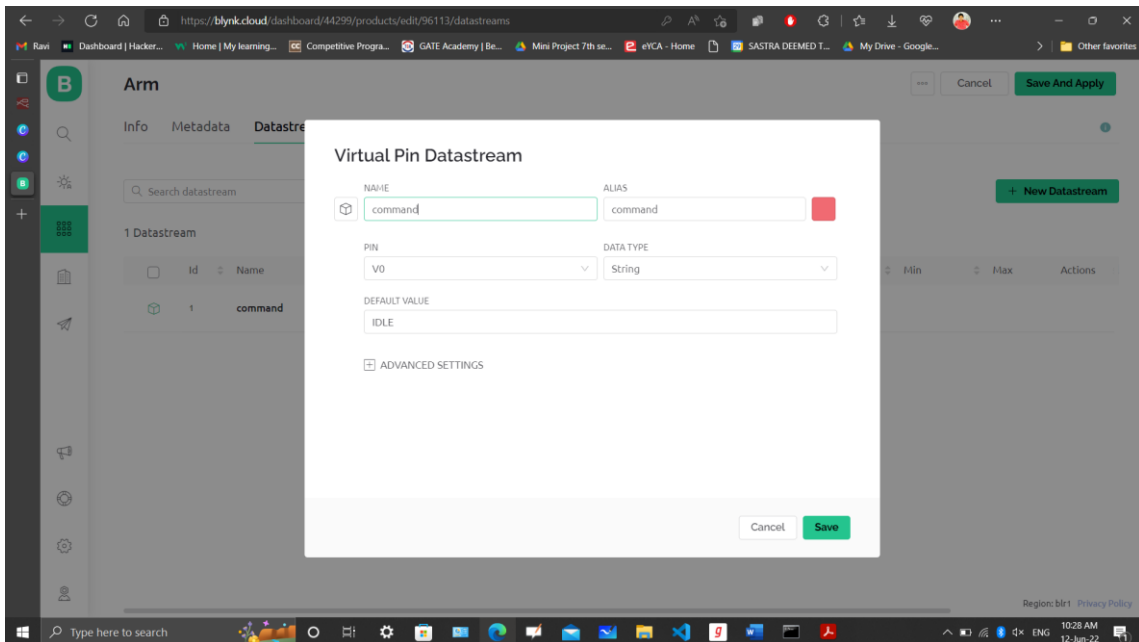 https://blynk.cloud/dashboard/44299/products/edit/96113/datastreams
Ravi
Dashboard | Hacker...
Home | My learning...
CC Competitive Progra...
GATE Academy | Be...
Mini Project 7th se...
eYCA - Home
SASTRA DEEMED T...
My Drive - Google...
Other favorites
B
Arm
Cancel
Save And Apply
Info Metadata Datastre
Search datastream
+ New Datastream
1 Datastream
Id Name Min Max Actions
1 command
Virtual Pin Datastream
NAME ALIAS
command command
PIN DATA TYPE
V0 String
DEFAULT VALUE
IDLE
ADVANCED SETTINGS
Cancel Save
Region: blr1 Privacy Policy
Type here to search
ENG
10:28 AM
12-Jun-22